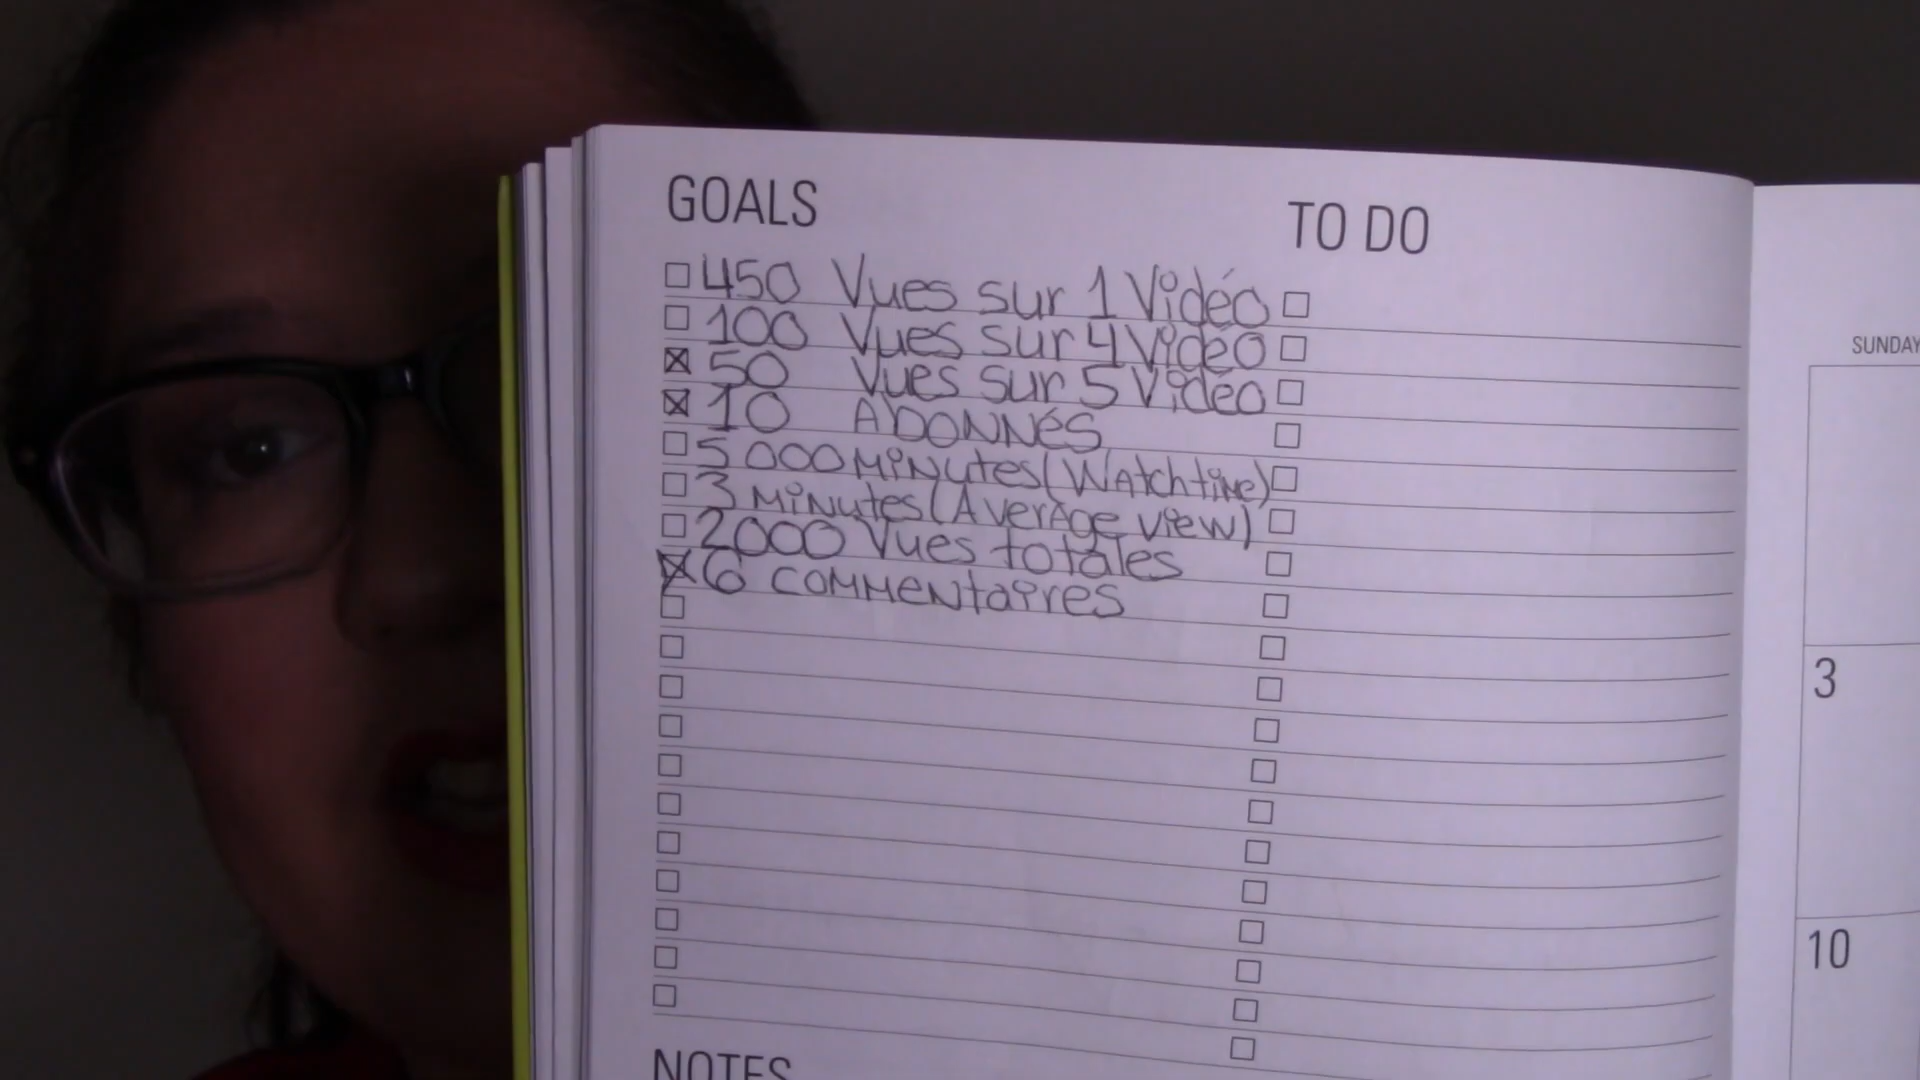 GOALS
450 Vues sur 1 Vidéo
100 Vues sur 4 Vidéo
50 Vues sur 5 Vidéo
10 ABONNÉS
5 000 MiNutes (Watchtime)
3 MiNutes (AverAge view)
2000 Vues totales
6 COMMENtaires
NOTES
TO DO
SUNDAY
3
10